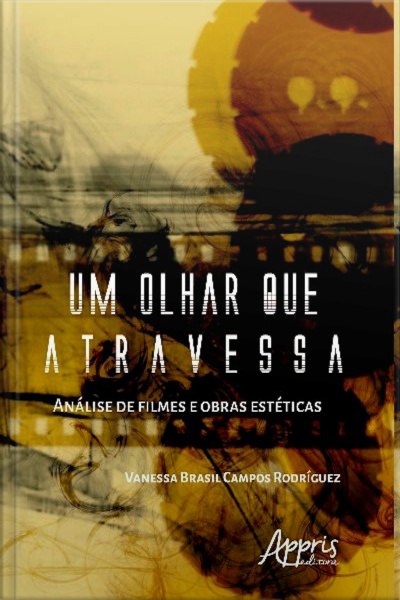 UM OLHAR QUE
ATRAVESSA
ANÁLISE DE FILMES E OBRAS ESTÉTICAS
VANESSA BRASIL CAMPOS RODRÍGUEZ
Appris
editora